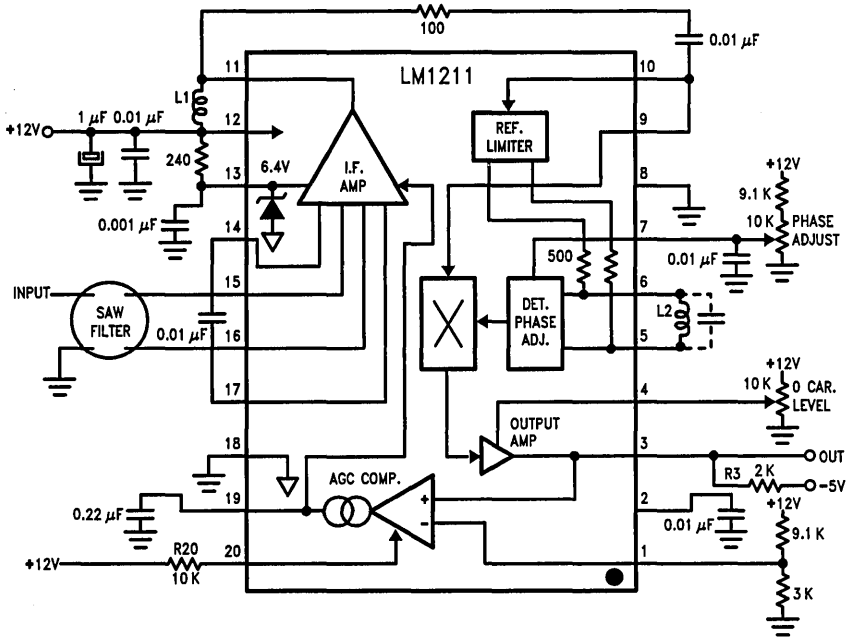 100
0.01 μF
11
LM1211
10
L1
1 μF 0.01 μF
+12V
12
REF.
LIMITER
9
240
13
6.4V
I.F.
AMP
8
+12V
9.1 K
0.001 μF
14
7
10 K
PHASE
ADJUST
500
0.01 μF
INPUT
15
6
SAW
FILTER
0.01 μF
DET.
PHASE
ADJ.
L2
16
5
+12V
17
4
10 K
0 CAR.
LEVEL
OUTPUT
AMP
18
3
OUT
AGC COMP.
R3
2 K
-5V
19
+
2
+12V
0.22 μF
-
0.01 μF
9.1 K
R20
+12V
10 K
20
1
3 K